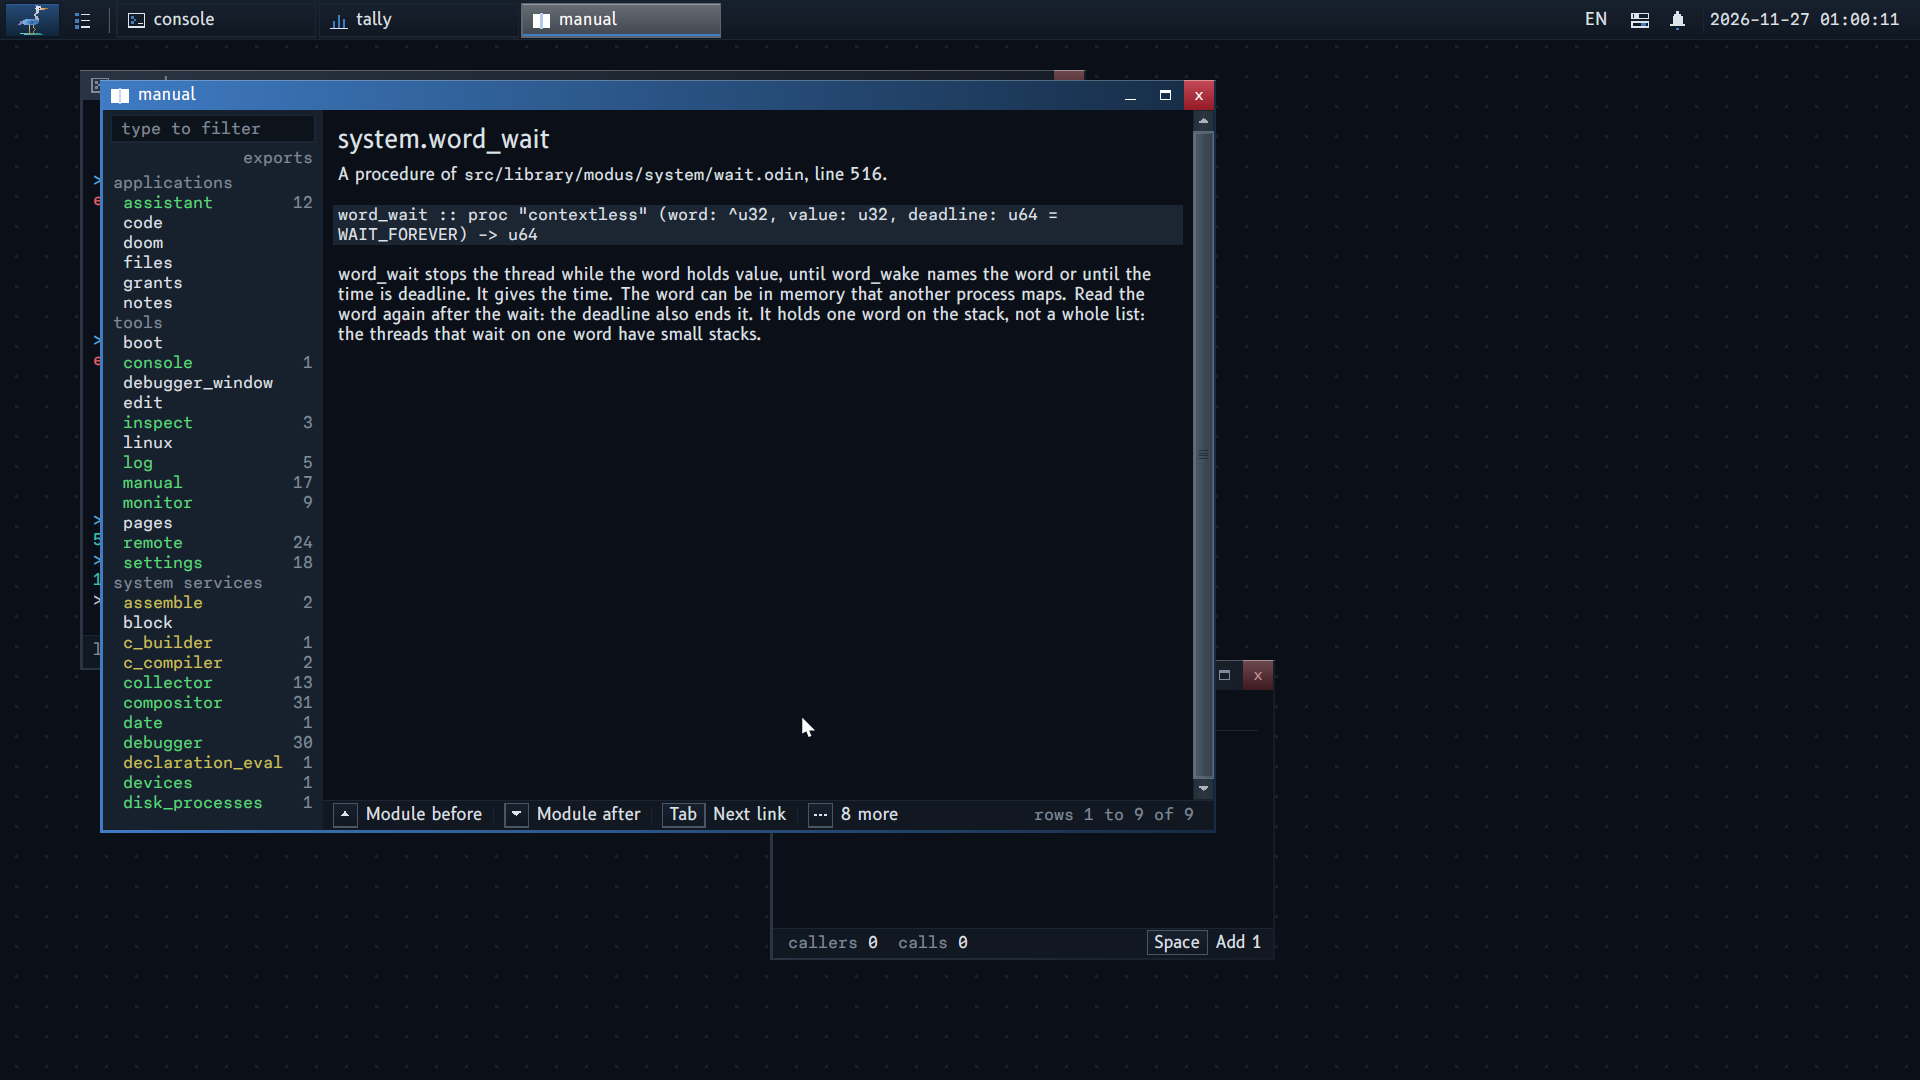 console
tally
manual
EN
2026-11-27 01:00:11
manual
x
type to filter
exports
applications
assistant 12
code
doom
files
grants
notes
tools
boot
console 1
debugger_window
edit
inspect 3
linux
log 5
manual 17
monitor 9
pages
remote 24
settings 18
system services
assemble 2
block
c_builder 1
c_compiler 2
collector 13
compositor 31
date 1
debugger 30
declaration_eval 1
devices 1
disk_processes 1
system.word_wait
A procedure of src/library/modus/system/wait.odin, line 516.
word_wait :: proc "contextless" (word: ^u32, value: u32, deadline: u64 =
WAIT_FOREVER) -> u64
word_wait stops the thread while the word holds value, until word_wake names the word or until the
time is deadline. It gives the time. The word can be in memory that another process maps. Read the
word again after the wait: the deadline also ends it. It holds one word on the stack, not a whole list:
the threads that wait on one word have small stacks.
Module before
Module after
Tab Next link
8 more
rows 1 to 9 of 9
x
callers 0 calls 0
Space Add 1